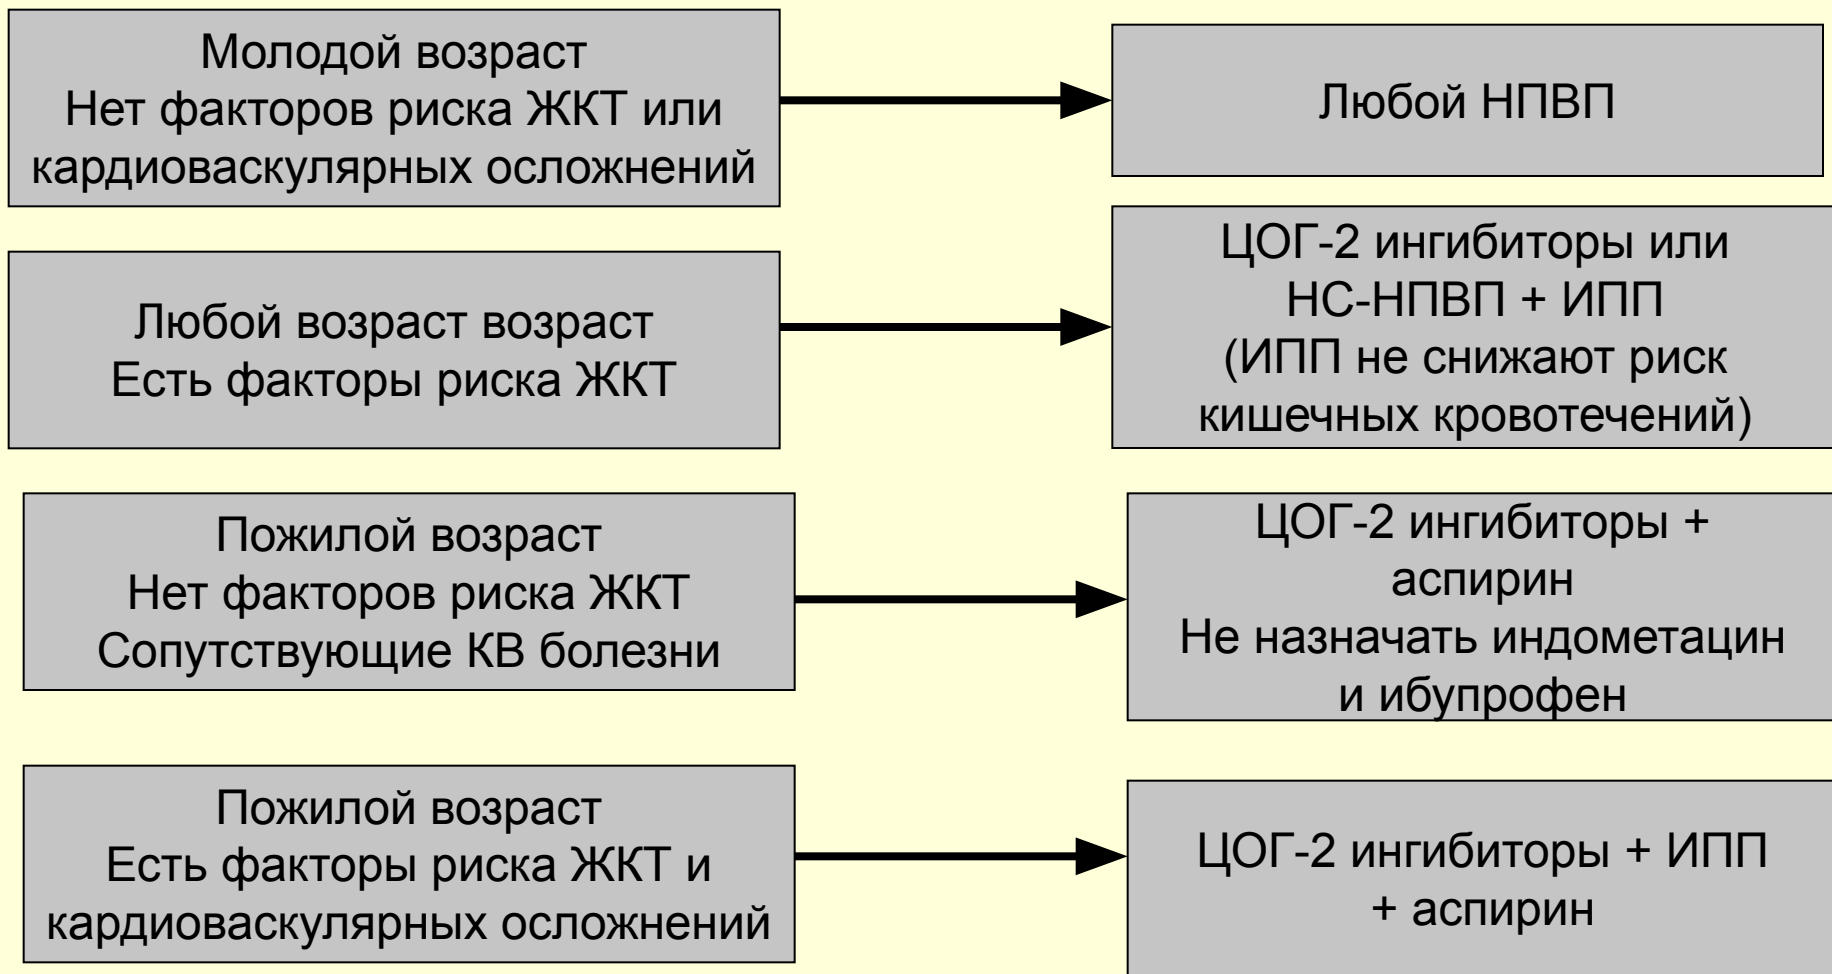 Молодой возраст
Нет факторов риска ЖКТ или
кардиоваскулярных осложнений
Любой НПВП
Любой возраст возраст
Есть факторы риска ЖКТ
ЦОГ-2 ингибиторы или
НС-НПВП + ИПП
(ИПП не снижают риск
кишечных кровотечений)
Пожилой возраст
Нет факторов риска ЖКТ
Сопутствующие КВ болезни
ЦОГ-2 ингибиторы +
аспирин
Не назначать индометацин
и ибупрофен
Пожилой возраст
Есть факторы риска ЖКТ и
кардиоваскулярных осложнений
ЦОГ-2 ингибиторы + ИПП
+ аспирин